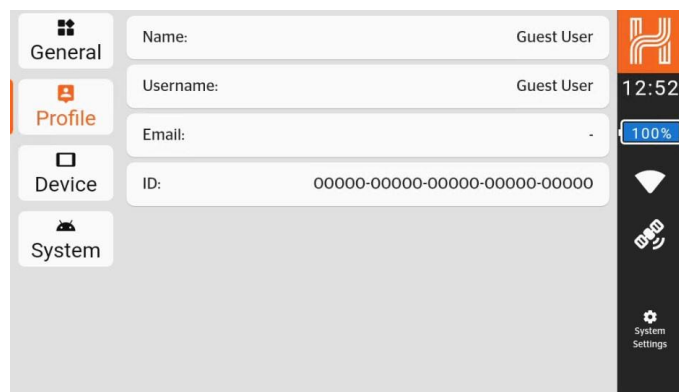 General
Profile
Device
System
Name: Guest User
Username: Guest User
Email: -
ID: 00000-00000-00000-00000-00000
12:52
100%
System
Settings